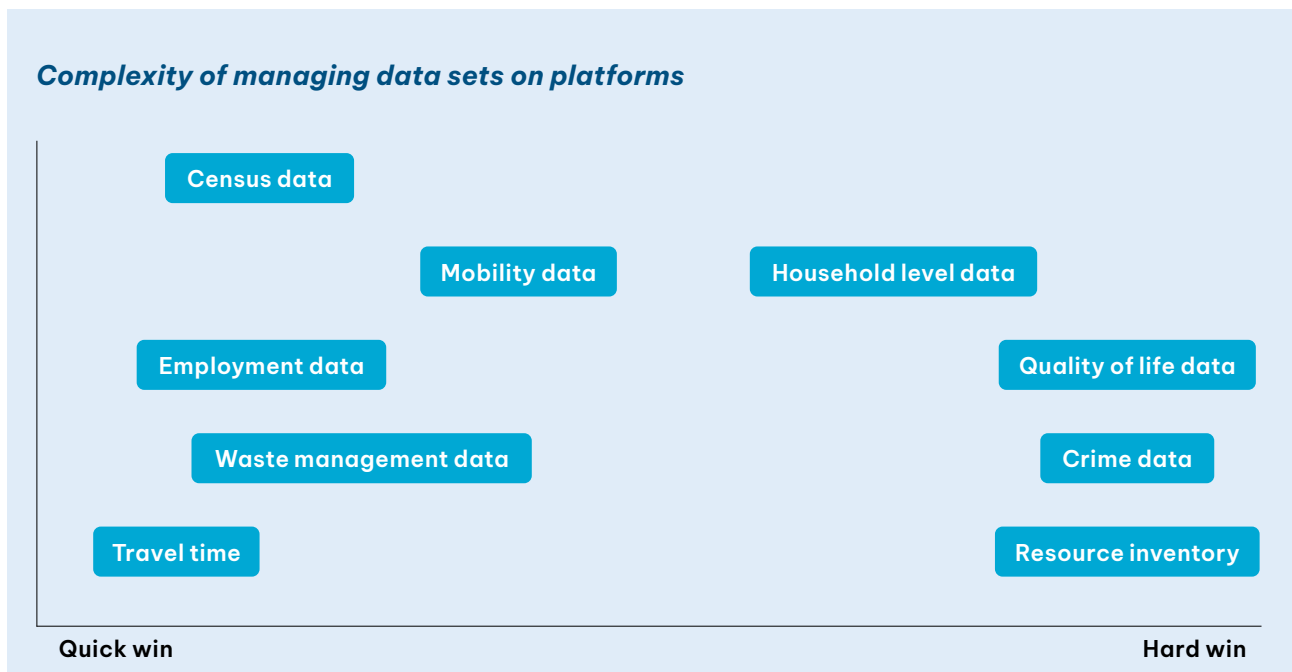 Complexity of managing data sets on platforms
Census data
Mobility data
Household level data
Employment data
Quality of life data
Waste management data
Crime data
Travel time
Resource inventory
Quick win
Hard win